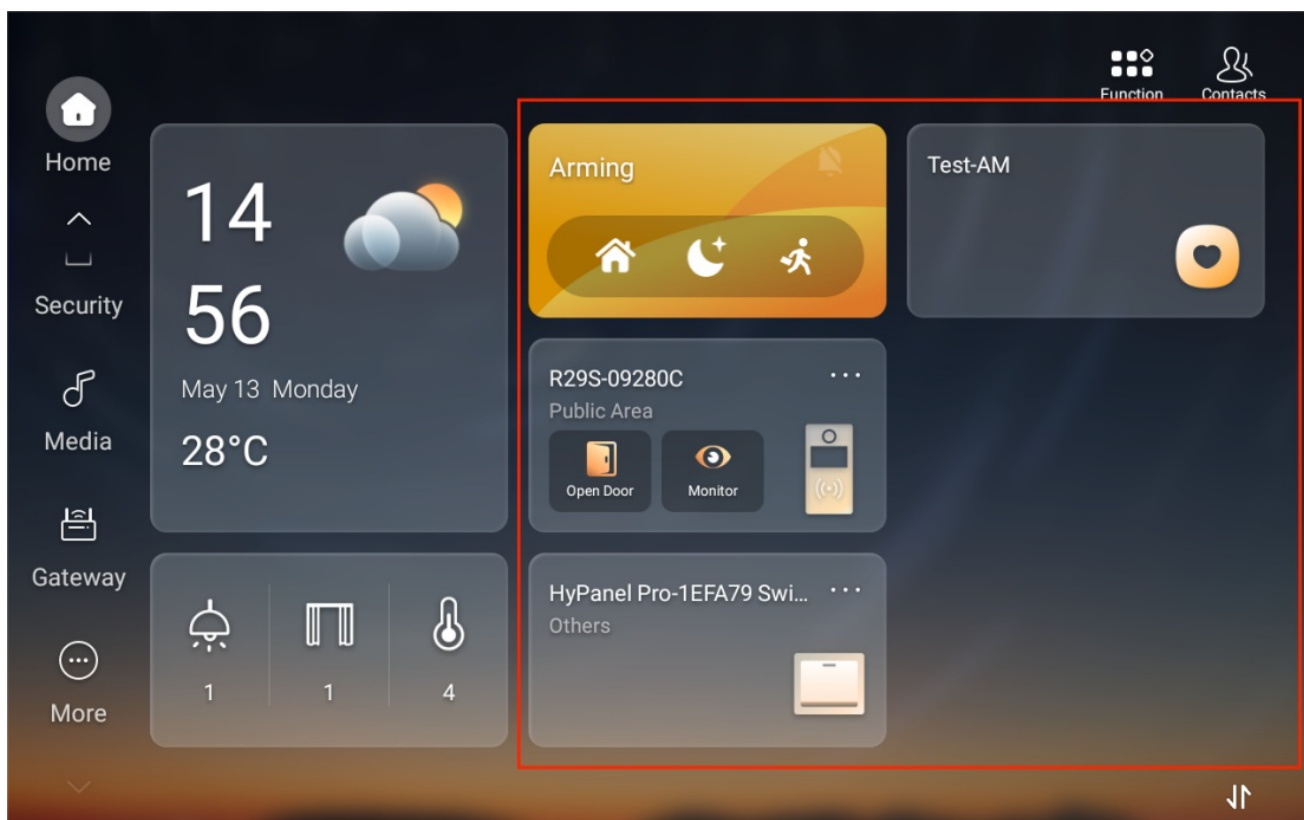 Function
Contacts
Home
Security
Media
Gateway
More
14
56
May 13 Monday
28°C
1
1
4
Arming
Test-AM
R29S-09280C
Public Area
Open Door
Monitor
HyPanel Pro-1EFA79 Swi...
Others